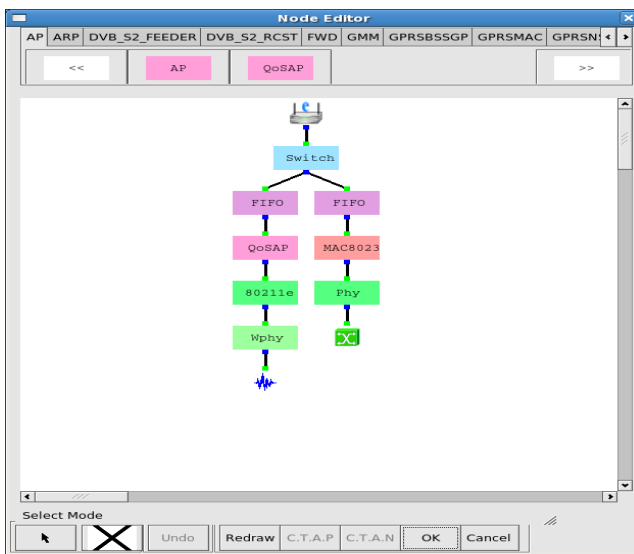 Node Editor
AP ARP DVB_S2_FEEDER DVB_S2_RCST FWD GMM GPRSBSSGP GPRSMAC
<< AP QoSAP >>
e
Switch
FIFO FIFO
QoSAP MAC8023
80211e Phy
Wphy
Select Mode
Undo Redraw C.T.A.P C.T.A.N OK Cancel